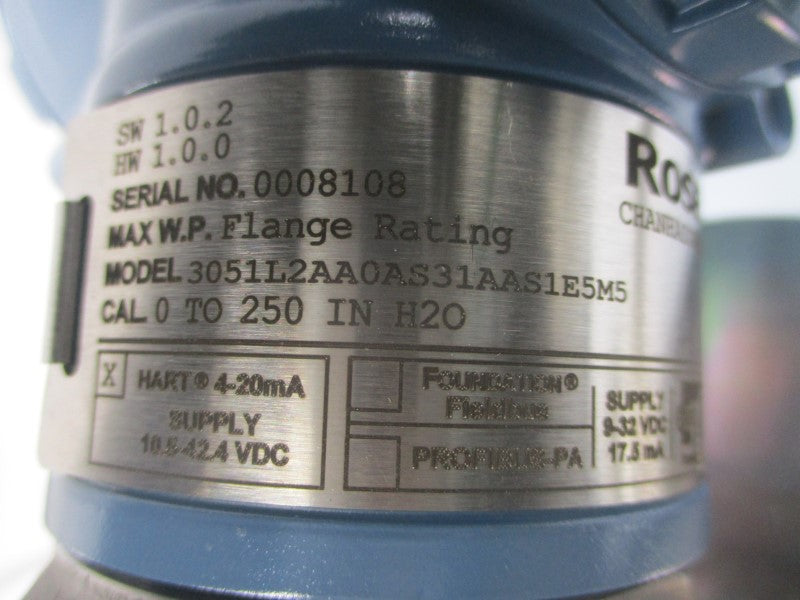 SW 1.0.2
HW 1.0.0
SERIAL NO. 0008108
MAX W.P. Flange Rating
MODEL 3051L2AA0AS31AAS1E5M5
CAL 0 TO 250 IN H2O
X HART® 4-20mA
SUPPLY
10.5-42.4 VDC
FOUNDATION®
Fieldbus
PROFIBUS-PA
SUPPLY
9-32 VDC
17.5 mA
ROS
CHANHA